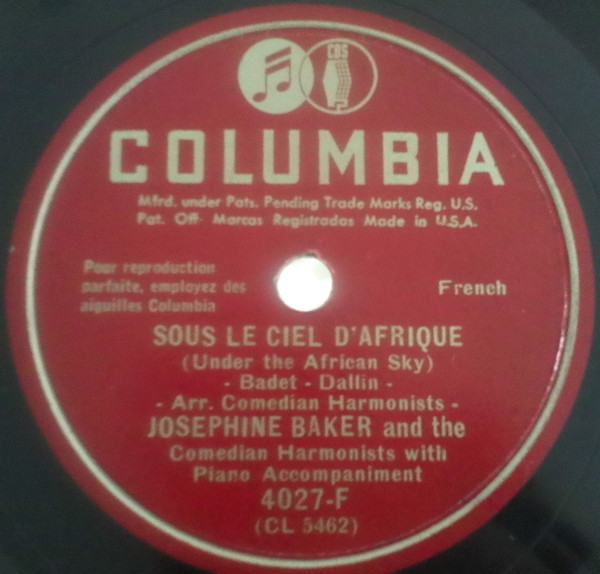 CBS
COLUMBIA
Mfrd. under Pats. Pending Trade Marks Reg. U.S.
Pat. Off- Marcas Registradas Made in U.S.A.
Pour reproduction
parfaite, employez des
aiguilles Columbia
French
SOUS LE CIEL D'AFRIQUE
(Under the African Sky)
- Badet - Dallin -
- Arr. Comedian Harmonists -
JOSEPHINE BAKER and the
Comedian Harmonists with
Piano Accompaniment
4027-F
(CL 5462)